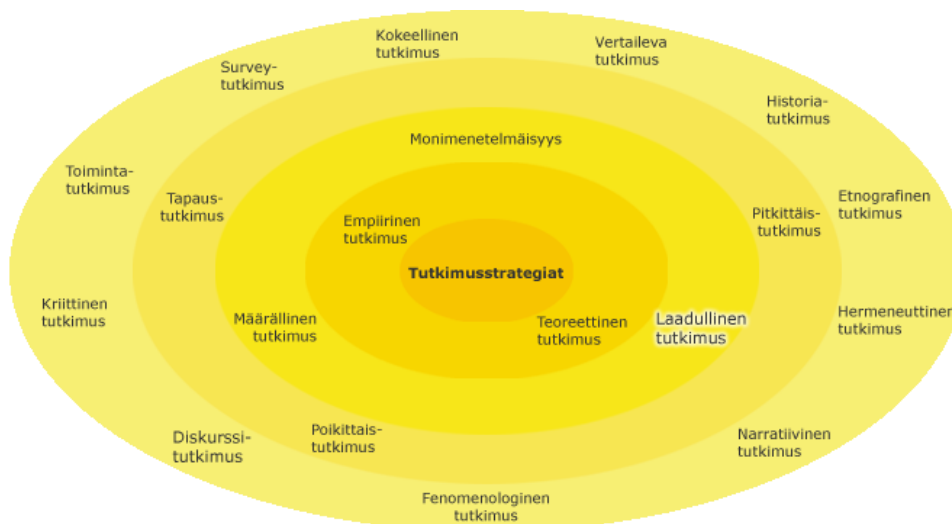 Kokeellinen
tutkimus
Vertaileva
tutkimus
Survey-
tutkimus
Historia-
tutkimus
Monimenetelmäisyys
Toiminta-
tutkimus
Tapaus-
tutkimus
Etnografinen
tutkimus
Pitkittäis-
tutkimus
Empiirinen
tutkimus
Tutkimusstrategiat
Kriittinen
tutkimus
Määrällinen
tutkimus
Teoreettinen
tutkimus
Laadullinen
tutkimus
Hermeneuttinen
tutkimus
Diskurssi-
tutkimus
Poikittais-
tutkimus
Narratiivinen
tutkimus
Fenomenologinen
tutkimus